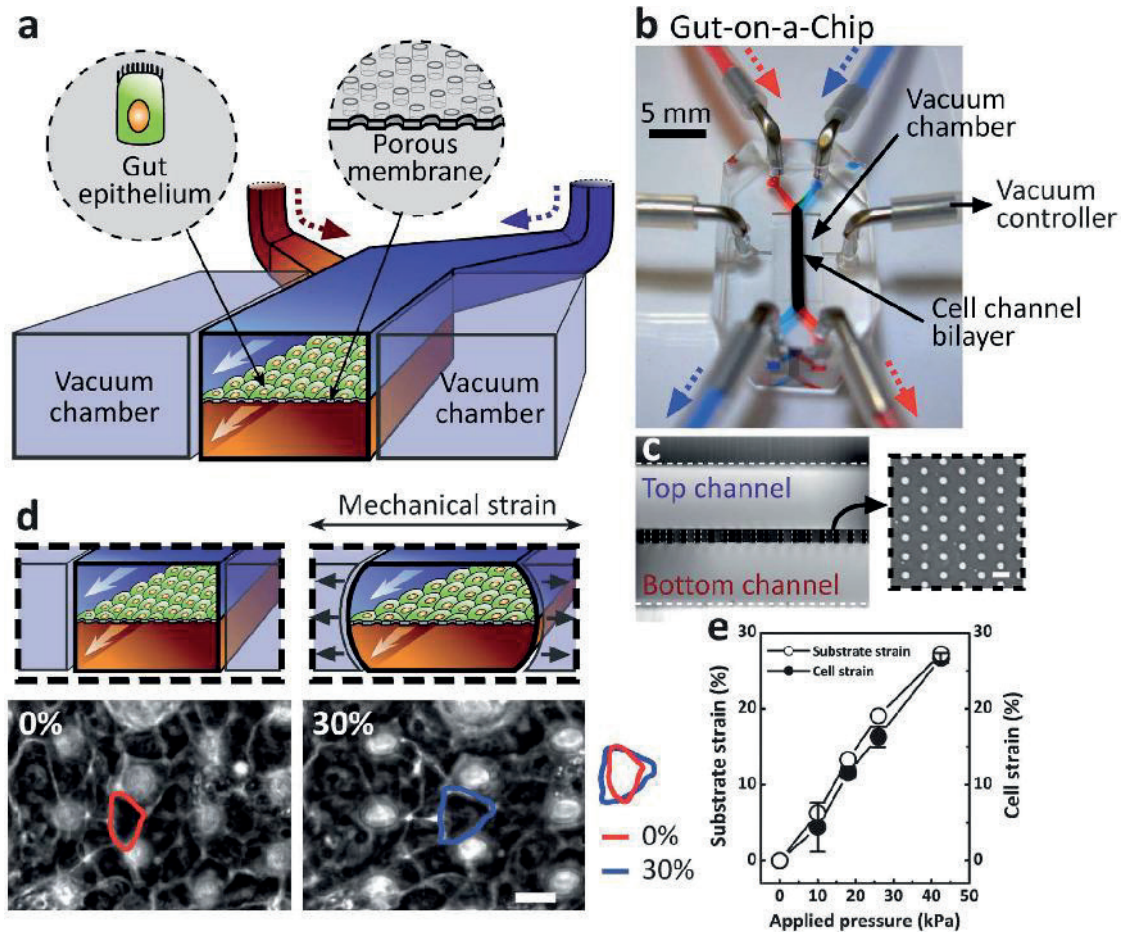 a
Gut
epithelium
Porous
membrane
Vacuum
chamber
Vacuum
chamber
b Gut-on-a-Chip
5 mm
Vacuum
chamber
Vacuum
controller
Cell channel
bilayer
c
Top channel
Bottom channel
d
Mechanical strain
0%
30%
0%
30%
e
Substrate strain
Cell strain
Substrate strain (%)
30
20
10
0
Cell strain (%)
30
20
10
0
0 10 20 30 40 50
Applied pressure (kPa)